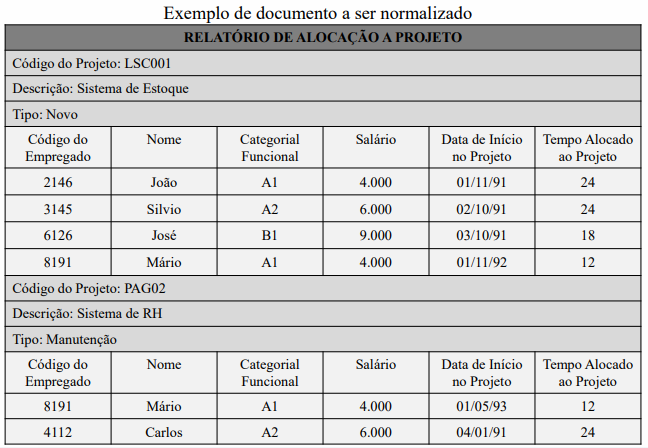 Exemplo de documento a ser normalizado
RELATÓRIO DE ALOCAÇÃO A PROJETO
Código do Projeto: LSC001
Descrição: Sistema de Estoque
Tipo: Novo
Código do Empregado Nome Categorial Funcional Salário Data de Início no Projeto Tempo Alocado ao Projeto
2146 João A1 4.000 01/11/91 24
3145 Silvio A2 6.000 02/10/91 24
6126 José B1 9.000 03/10/91 18
8191 Mário A1 4.000 01/11/92 12
Código do Projeto: PAG02
Descrição: Sistema de RH
Tipo: Manutenção
Código do Empregado Nome Categorial Funcional Salário Data de Início no Projeto Tempo Alocado ao Projeto
8191 Mário A1 4.000 01/05/93 12
4112 Carlos A2 6.000 04/01/91 24